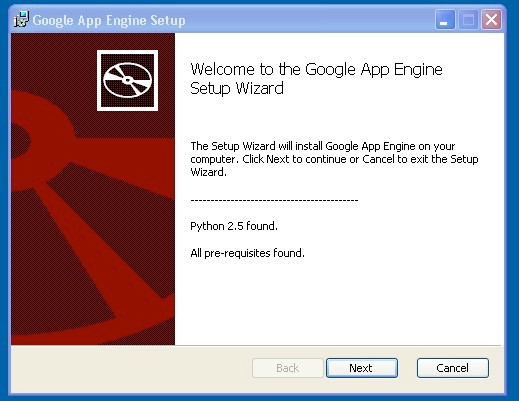 Google App Engine Setup
Welcome to the Google App Engine
Setup Wizard
The Setup Wizard will install Google App Engine on your
computer. Click Next to continue or Cancel to exit the Setup
Wizard.
------------------------------------------
Python 2.5 found.
All pre-requisites found.
Back
Next
Cancel